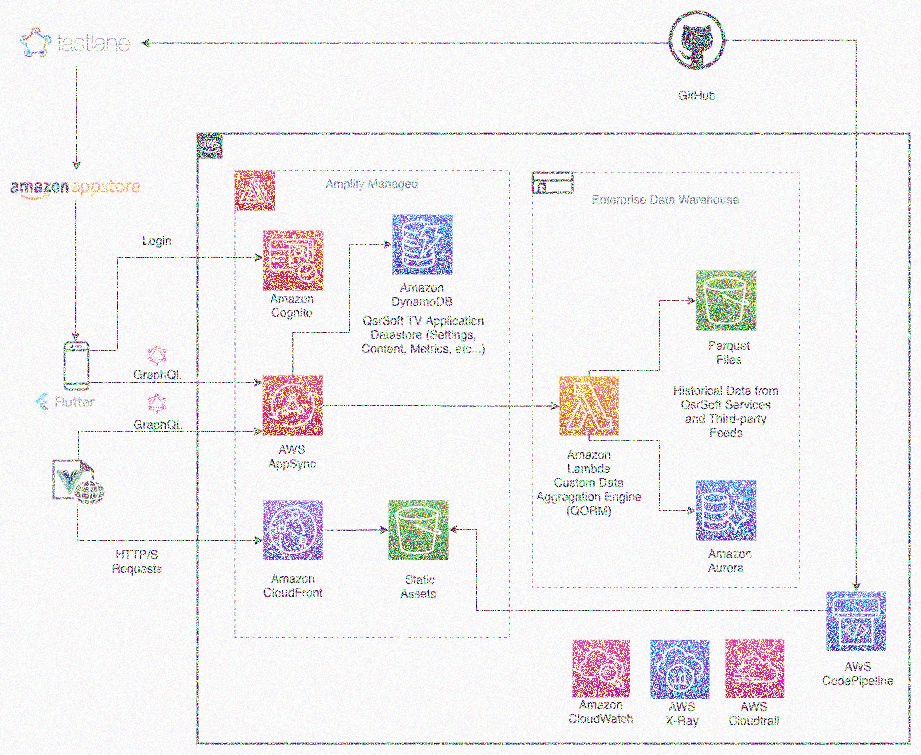 fastlane
GitHub
amazon appstore
Amplify Managed
Enterprise Data Warehouse
Login
Amazon
Cognito
Amazon
DynamoDB
QsrSoft TV Application
Datastore (Settings,
Content, Metrics, etc...)
Parquet
Files
GraphQL
Flutter
GraphQL
AWS
AppSync
Historical Data from
QsrSoft Services
and Third-party
Feeds
Amazon
Lambda
Custom Data
Aggregation Engine
(QORM)
HTTP/S
Requests
Amazon
CloudFront
Static
Assets
Amazon
Aurora
AWS
CodePipeline
Amazon
CloudWatch
AWS
X-Ray
AWS
Cloudtrail